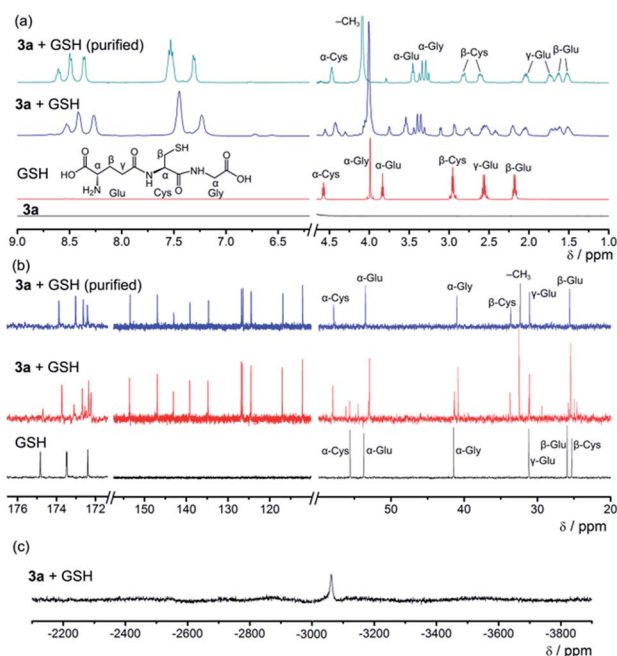 (a)
–CH₃
3a + GSH (purified)
α-Cys
α-Glu
α-Gly
β-Cys
γ-Glu
β-Glu
3a + GSH
SH
O
β
O
O
β
α
γ
α
HO
N
H
H
N
α
OH
H₂N
Glu
O
Cys
O
Gly
GSH
α-Cys
α-Gly
α-Glu
β-Cys
γ-Glu
β-Glu
3a
9.0 8.5 8.0 7.5 7.0 6.5 4.5 4.0 3.5 3.0 2.5 2.0 1.5 1.0
δ / ppm
(b)
3a + GSH (purified)
α-Cys
α-Glu
α-Gly
β-Cys
–CH₃
γ-Glu
β-Glu
3a + GSH
GSH
α-Cys
α-Glu
α-Gly
γ-Glu
β-Glu
β-Cys
176 174 172 150 140 130 120 50 40 30 20
δ / ppm
(c)
3a + GSH
-2200 -2400 -2600 -2800 -3000 -3200 -3400 -3600 -3800
δ / ppm